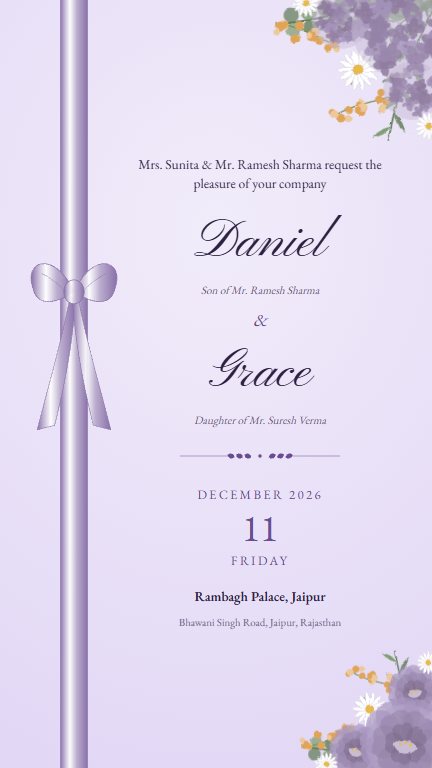 Mrs. Sunita & Mr. Ramesh Sharma request the
pleasure of your company
Daniel
Son of Mr. Ramesh Sharma
&
Grace
Daughter of Mr. Suresh Verma
DECEMBER 2026
11
FRIDAY
Rambagh Palace, Jaipur
Bhawani Singh Road, Jaipur, Rajasthan